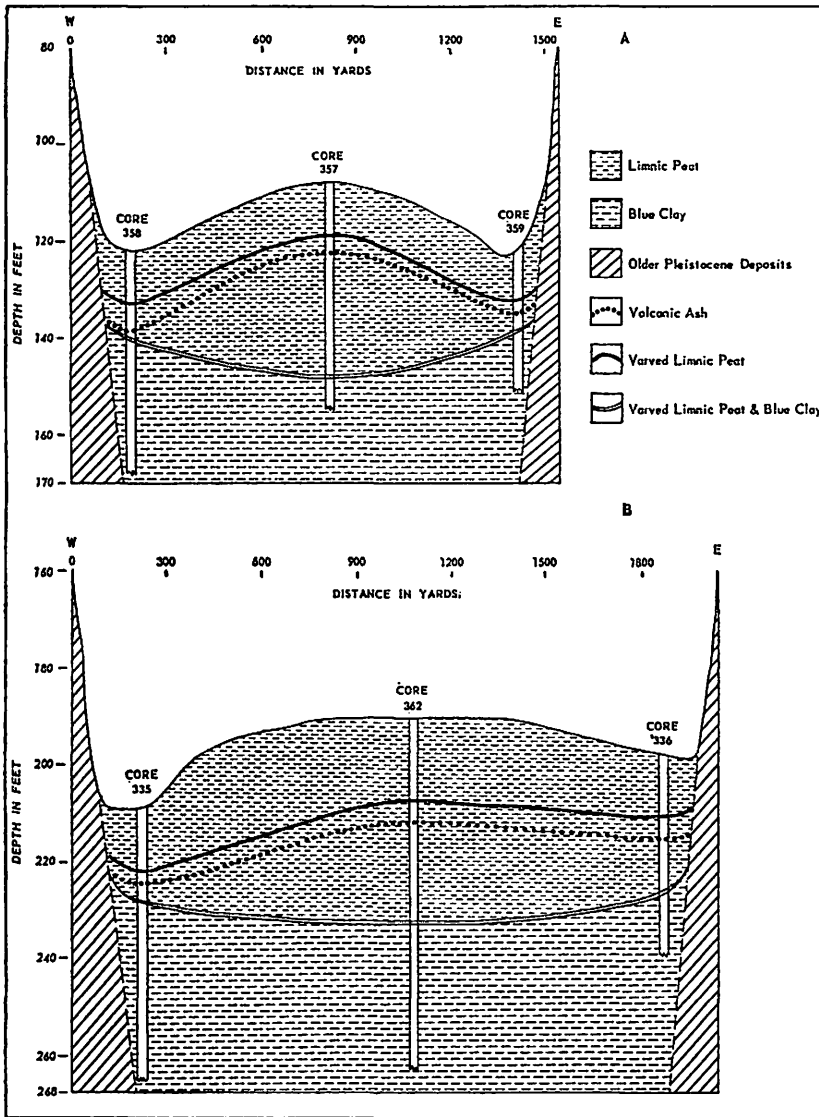 W E A
0 300 600 900 1200 1500
80
DISTANCE IN YARDS
100
CORE
357
Limnic Peat
CORE
358
CORE
359
Blue Clay
120
Older Pleistocene Deposits
Volcanic Ash
140
Varved Limnic Peat
Varved Limnic Peat & Blue Clay
160
170
DEPTH IN FEET
B
W E
0 300 600 900 1200 1500 1800
160
DISTANCE IN YARDS
180
CORE
362
CORE
336
200
CORE
335
220
240
260
268
DEPTH IN FEET